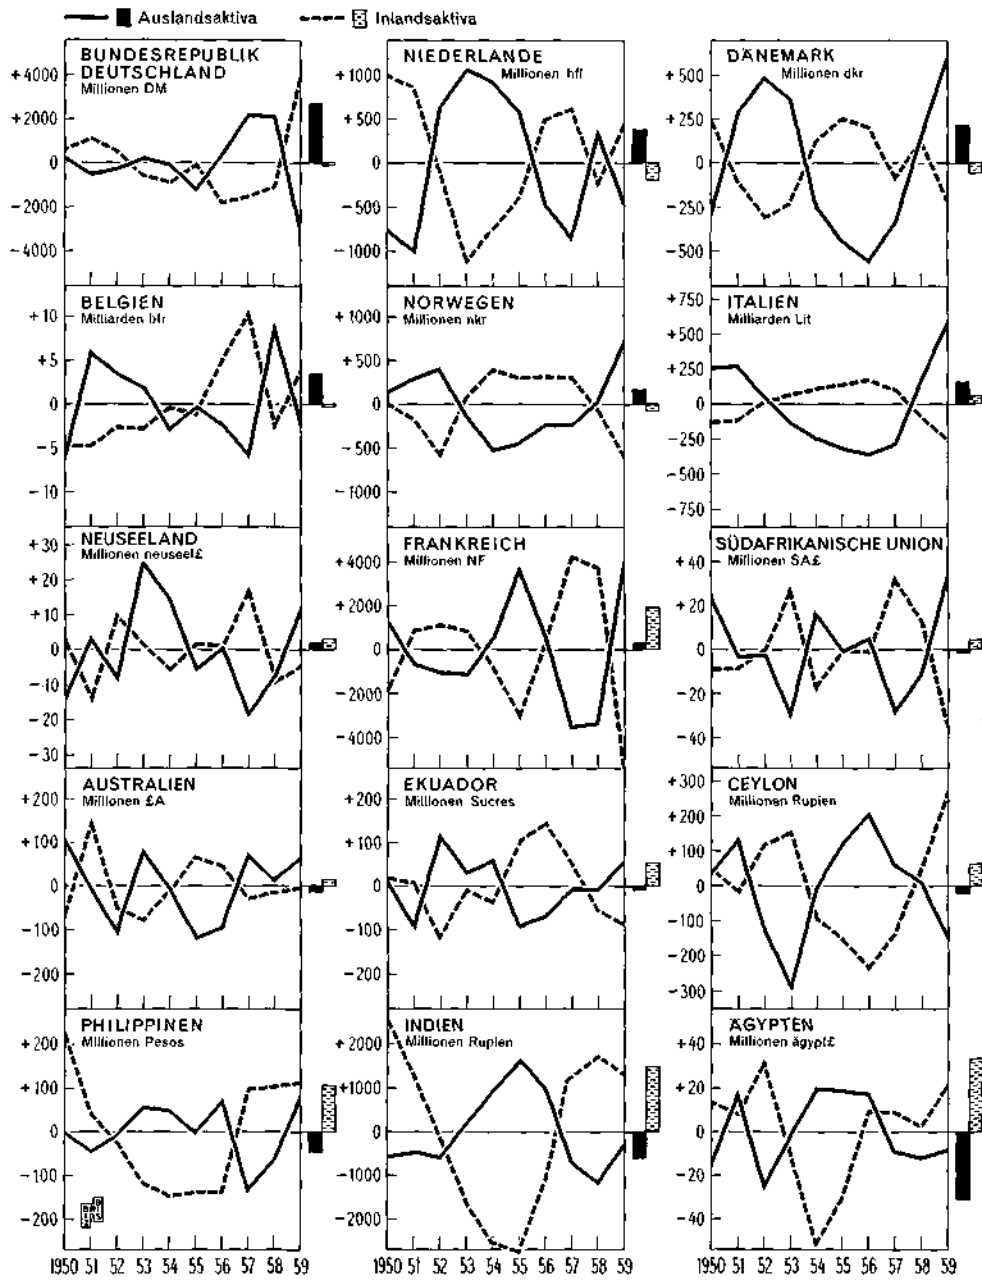 Auslandsaktiva Inlandsaktiva
BUNDESREPUBLIK
DEUTSCHLAND
Millionen DM
+4000
+2000
0
-2000
-4000
NIEDERLANDE
Millionen hfl
+1000
+500
0
-500
-1000
DÄNEMARK
Millionen dkr
+500
+250
0
-250
-500
BELGIEN
Milliarden bfr
+10
+5
0
-5
-10
NORWEGEN
Millionen nkr
+1000
+500
0
-500
-1000
ITALIEN
Milliarden Lit
+750
+500
+250
0
-250
-500
-750
NEUSEELAND
Millionen neuseel£
+30
+20
+10
0
-10
-20
-30
FRANKREICH
Millionen NF
+4000
+2000
0
-2000
-4000
SÜDAFRIKANISCHE UNION
Millionen SA£
+40
+20
0
-20
-40
AUSTRALIEN
Millionen £A
+200
+100
0
-100
-200
EKUADOR
Millionen Sucres
+200
+100
0
-100
-200
CEYLON
Millionen Rupien
+300
+200
+100
0
-100
-200
-300
PHILIPPINEN
Millionen Pesos
+200
+100
0
-100
-200
INDIEN
Millionen Rupien
+2000
+1000
0
-1000
-2000
ÄGYPTEN
Millionen ägypt£
+40
+20
0
-20
-40
1950 51 52 53 54 55 56 57 58 59
1950 51 52 53 54 55 56 57 58 59
1950 51 52 53 54 55 56 57 58 59